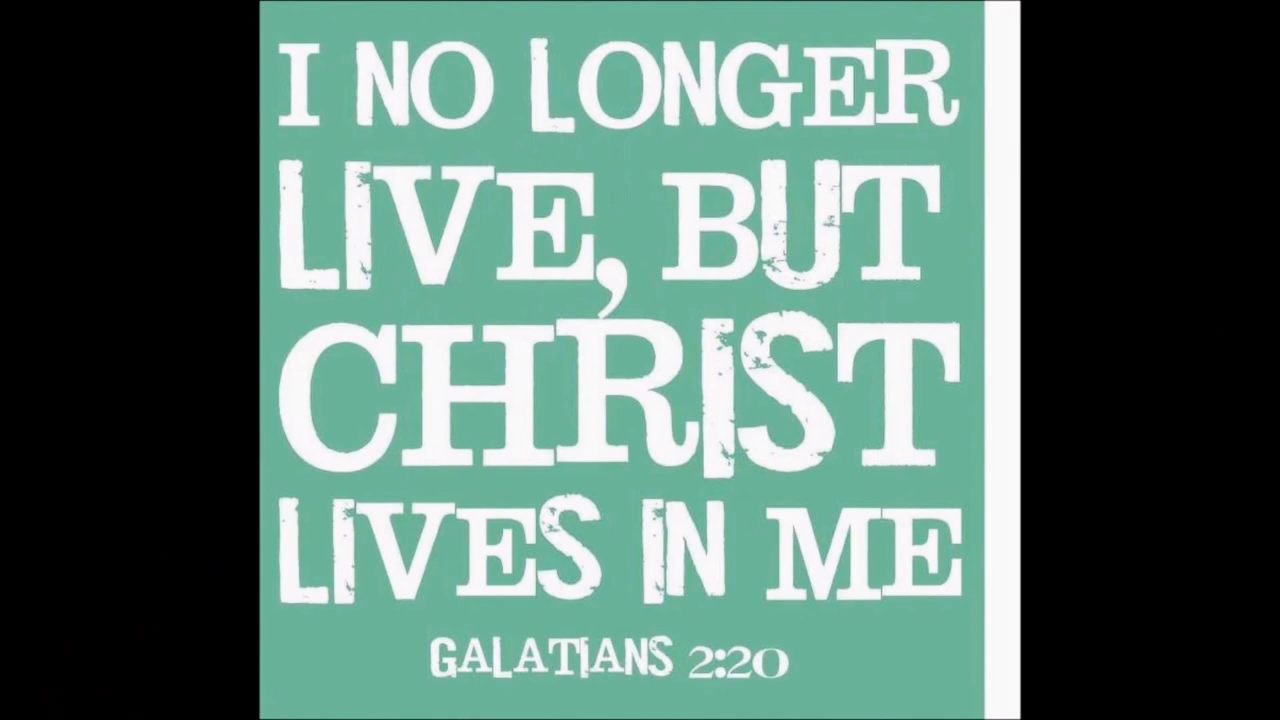 I NO LONGER
LIVE, BUT
CHRIST
LIVES IN ME
GALATIANS 2:20